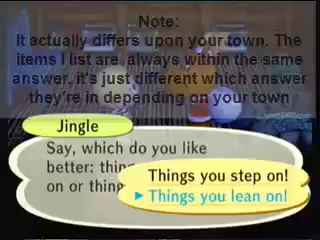 Note:
It actually differs upon your town. The
items I list are always within the same
answer, it's just different which answer
they're in depending on your town
Jingle
Say, which do you like
better: thin
on or thing
Things you step on!
Things you lean on!